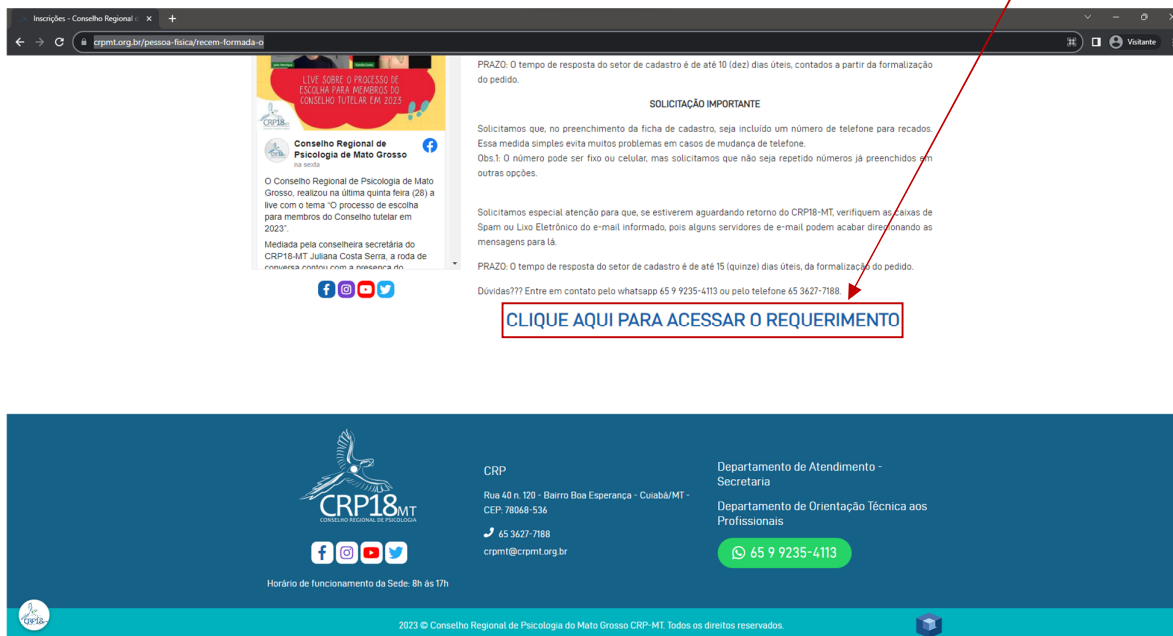 Inscrições - Conselho Regional d
crpmt.org.br/pessoa-fisica/recem-formada-o
Visitante
LIVE SOBRE O PROCESSO DE
ESCOLHA PARA MEMBROS DO
CONSELHO TUTELAR EM 2023
CRP18
Conselho Regional de
Psicologia de Mato Grosso
na sexta
O Conselho Regional de Psicologia de Mato
Grosso, realizou na última quinta feira (28) a
live com o tema "O processo de escolha
para membros do Conselho tutelar em
2023".
Mediada pela conselheira secretária do
CRP18-MT Juliana Costa Serra, a roda de
conversa contou com a presença do
PRAZO: O tempo de resposta do setor de cadastro é de até 10 (dez) dias úteis, contados a partir da formalização
do pedido.
SOLICITAÇÃO IMPORTANTE
Solicitamos que, no preenchimento da ficha de cadastro, seja incluído um número de telefone para recados.
Essa medida simples evita muitos problemas em casos de mudança de telefone.
Obs.1: O número pode ser fixo ou celular, mas solicitamos que não seja repetido números já preenchidos em
outras opções.
Solicitamos especial atenção para que, se estiverem aguardando retorno do CRP18-MT, verifiquem as caixas de
Spam ou Lixo Eletrônico do e-mail informado, pois alguns servidores de e-mail podem acabar direcionando as
mensagens para lá.
PRAZO: O tempo de resposta do setor de cadastro é de até 15 (quinze) dias úteis, da formalização do pedido.
Dúvidas??? Entre em contato pelo whatsapp 65 9 9235-4113 ou pelo telefone 65 3627-7188.
CLIQUE AQUI PARA ACESSAR O REQUERIMENTO
CRP18MT
CONSELHO REGIONAL DE PSICOLOGIA
Horário de funcionamento da Sede: 8h ás 17h
CRP
Rua 40 n. 120 - Bairro Boa Esperança - Cuiabá/MT -
CEP: 78068-536
65 3627-7188
crpmt@crpmt.org.br
Departamento de Atendimento -
Secretaria
Departamento de Orientação Técnica aos
Profissionais
65 9 9235-4113
CRP18
2023 © Conselho Regional de Psicologia do Mato Grosso CRP-MT. Todos os direitos reservados.